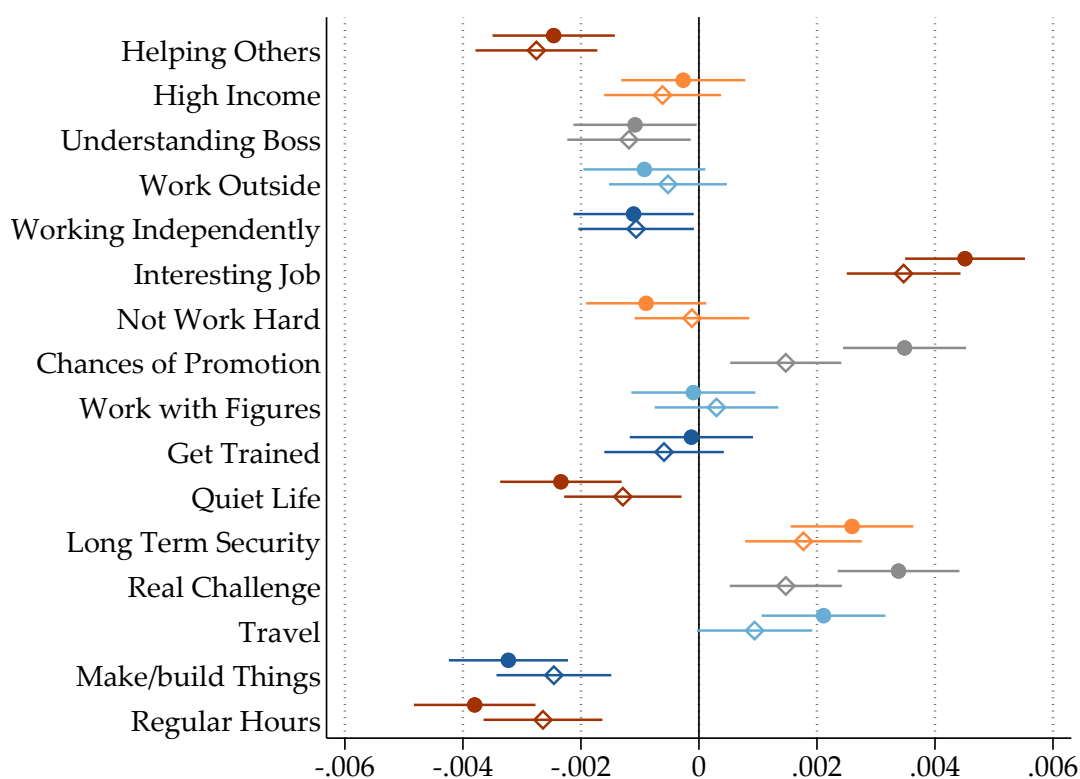 Helping Others
High Income
Understanding Boss
Work Outside
Working Independently
Interesting Job
Not Work Hard
Chances of Promotion
Work with Figures
Get Trained
Quiet Life
Long Term Security
Real Challenge
Travel
Make/build Things
Regular Hours
-.006 -.004 -.002 0 .002 .004 .006